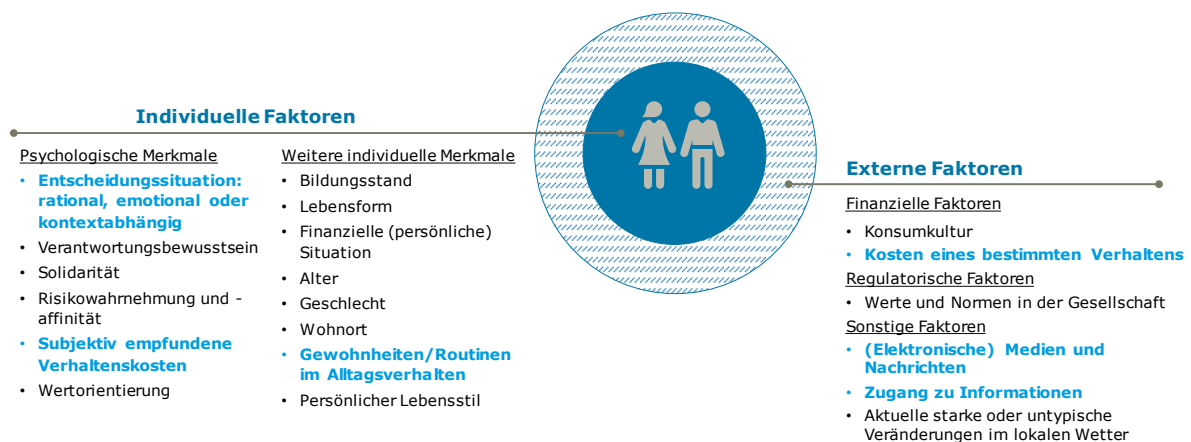 Individuelle Faktoren
Psychologische Merkmale
• Entscheidungssituation:
rational, emotional oder
kontextabhängig
• Verantwortungsbewusstsein
• Solidarität
• Risikowahrnehmung und -
affinität
• Subjektiv empfundene
Verhaltenskosten
• Wertorientierung
Weitere individuelle Merkmale
• Bildungsstand
• Lebensform
• Finanzielle (persönliche)
Situation
• Alter
• Geschlecht
• Wohnort
• Gewohnheiten/Routinen
im Alltagsverhalten
• Persönlicher Lebensstil
Externe Faktoren
Finanzielle Faktoren
• Konsumkultur
• Kosten eines bestimmten Verhaltens
Regulatorische Faktoren
• Werte und Normen in der Gesellschaft
Sonstige Faktoren
• (Elektronische) Medien und
Nachrichten
• Zugang zu Informationen
• Aktuelle starke oder untypische
Veränderungen im lokalen Wetter